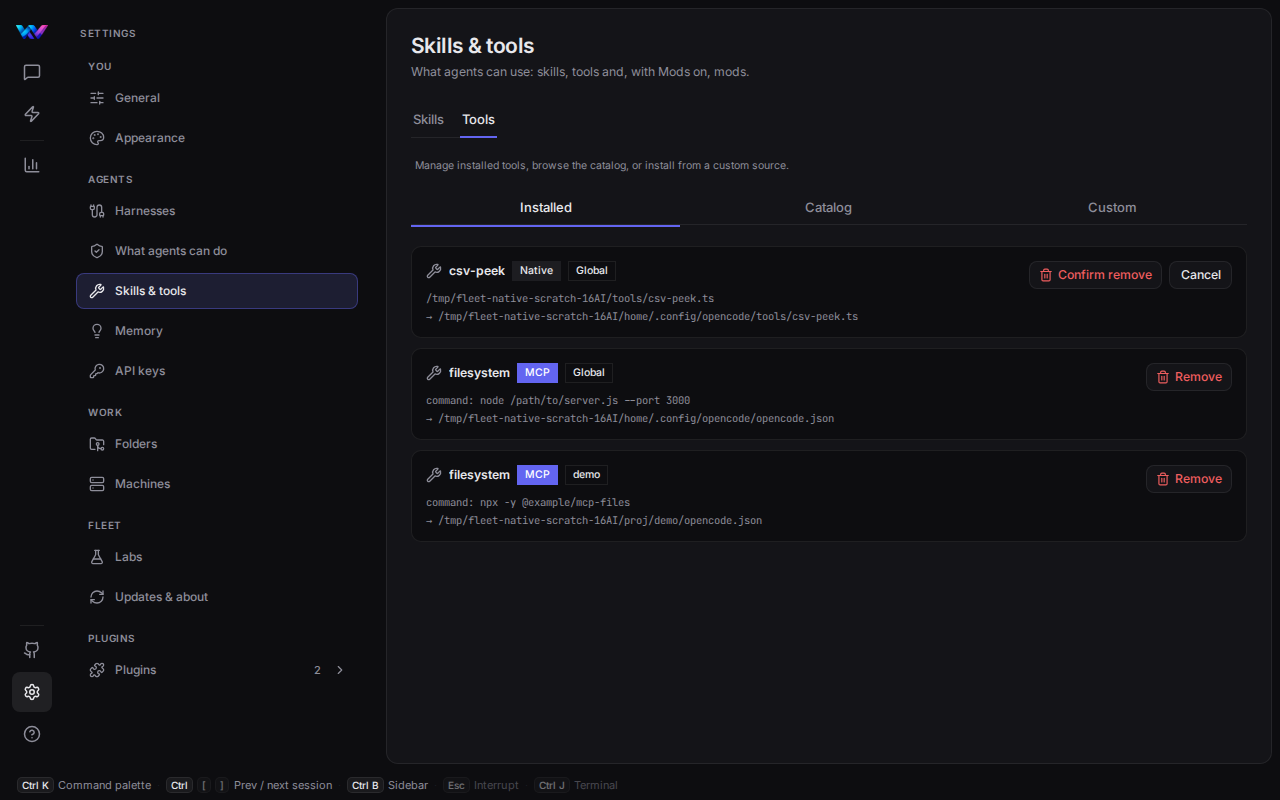 SETTINGS
YOU
General
Appearance
AGENTS
Harnesses
What agents can do
Skills & tools
Memory
API keys
WORK
Folders
Machines
FLEET
Labs
Updates & about
PLUGINS
Plugins 2
Skills & tools
What agents can use: skills, tools and, with Mods on, mods.
Skills Tools
Manage installed tools, browse the catalog, or install from a custom source.
Installed Catalog Custom
csv-peek Native Global Confirm remove Cancel
/tmp/fleet-native-scratch-16AI/tools/csv-peek.ts
→ /tmp/fleet-native-scratch-16AI/home/.config/opencode/tools/csv-peek.ts
filesystem MCP Global Remove
command: node /path/to/server.js --port 3000
→ /tmp/fleet-native-scratch-16AI/home/.config/opencode/opencode.json
filesystem MCP demo Remove
command: npx -y @example/mcp-files
→ /tmp/fleet-native-scratch-16AI/proj/demo/opencode.json
Ctrl K Command palette Ctrl [ ] Prev / next session Ctrl B Sidebar Esc Interrupt Ctrl J Terminal